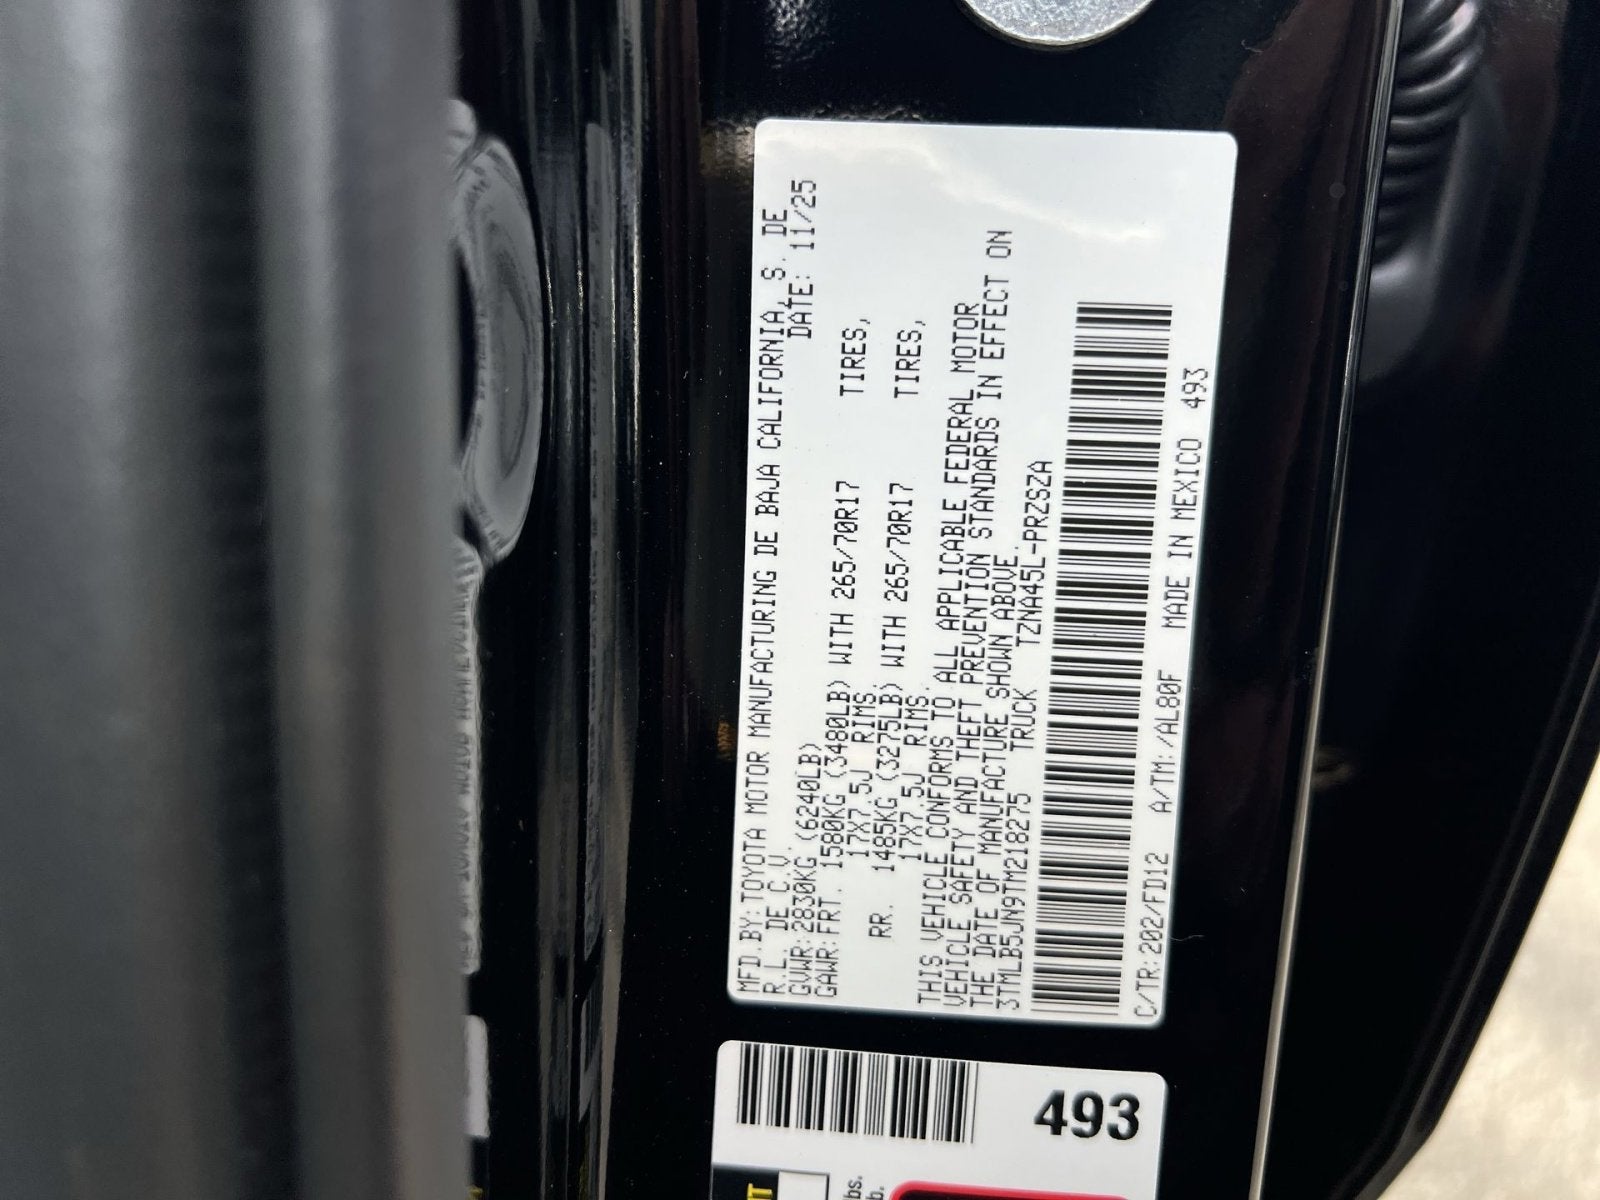 MFD.BY:TOYOTA MOTOR MANUFACTURING DE BAJA CALIFORNIA, S. DE
R.L. DE C.V. DATE: 11/25
GVWR:2830KG (6240LB)
GAWR:FRT. 1580KG (3480LB) WITH 265/70R17 TIRES,
17X7.5J RIMS.
RR. 1485KG (3275LB) WITH 265/70R17 TIRES,
17X7.5J RIMS.
THIS VEHICLE CONFORMS TO ALL APPLICABLE FEDERAL MOTOR
VEHICLE SAFETY AND THEFT PREVENTION STANDARDS IN EFFECT ON
THE DATE OF MANUFACTURE SHOWN ABOVE.
3TMLB5JN9TM218275 TRUCK TZNA45L-PRZSZA
C/TR:202/FD12 A/TM:/AL80F MADE IN MEXICO 493
493